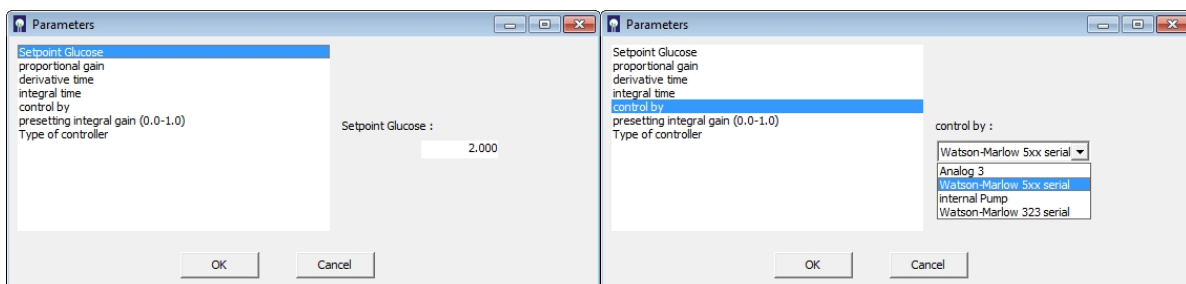 Parameters
Setpoint Glucose
proportional gain
derivative time
integral time
control by
presetting integral gain (0.0-1.0)
Type of controller
Setpoint Glucose :
2.000
OK
Cancel
Parameters
Setpoint Glucose
proportional gain
derivative time
integral time
control by
presetting integral gain (0.0-1.0)
Type of controller
control by :
Watson-Marlow 5xx serial
Analog 3
Watson-Marlow 5xx serial
internal Pump
Watson-Marlow 323 serial
OK
Cancel